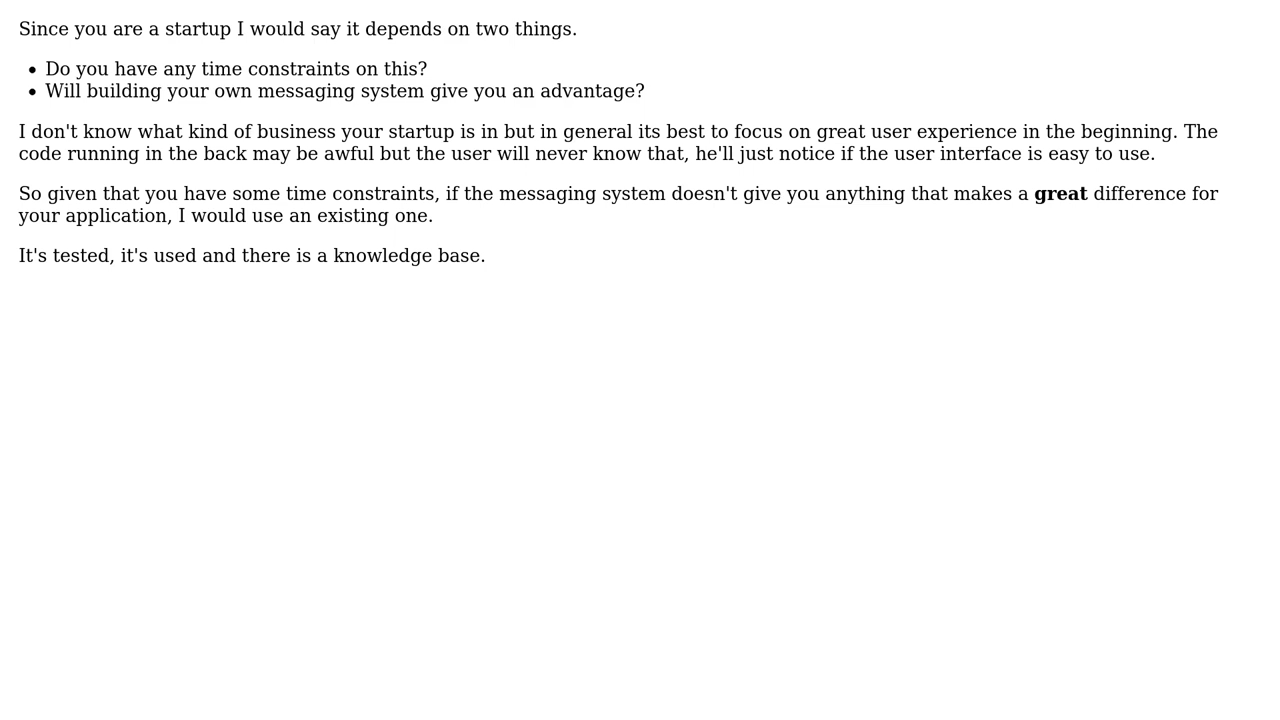 Since you are a startup I would say it depends on two things.
• Do you have any time constraints on this?
• Will building your own messaging system give you an advantage?
I don't know what kind of business your startup is in but in general its best to focus on great user experience in the beginning. The
code running in the back may be awful but the user will never know that, he'll just notice if the user interface is easy to use.
So given that you have some time constraints, if the messaging system doesn't give you anything that makes a great difference for
your application, I would use an existing one.
It's tested, it's used and there is a knowledge base.